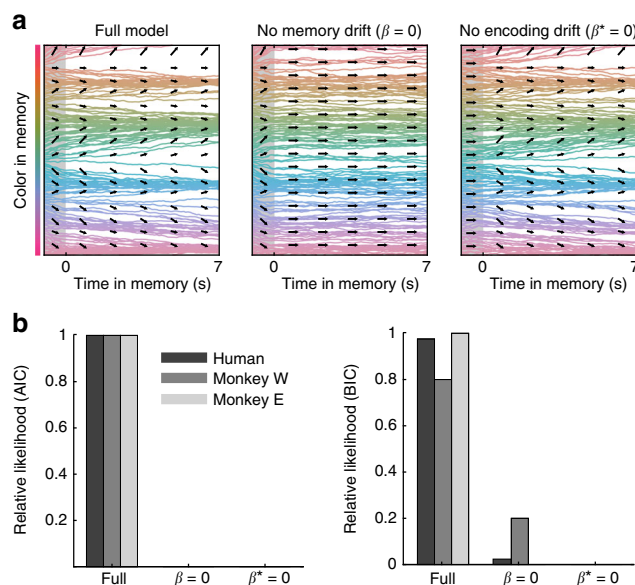 a
Full model
No memory drift (β = 0)
No encoding drift (β* = 0)
Color in memory
0
7
0
7
0
7
Time in memory (s)
Time in memory (s)
Time in memory (s)
b
Relative likelihood (AIC)
1
0.8
0.6
0.4
0.2
Full
β = 0
β* = 0
Human
Monkey W
Monkey E
Relative likelihood (BIC)
1
0.8
0.6
0.4
0.2
0
Full
β = 0
β* = 0